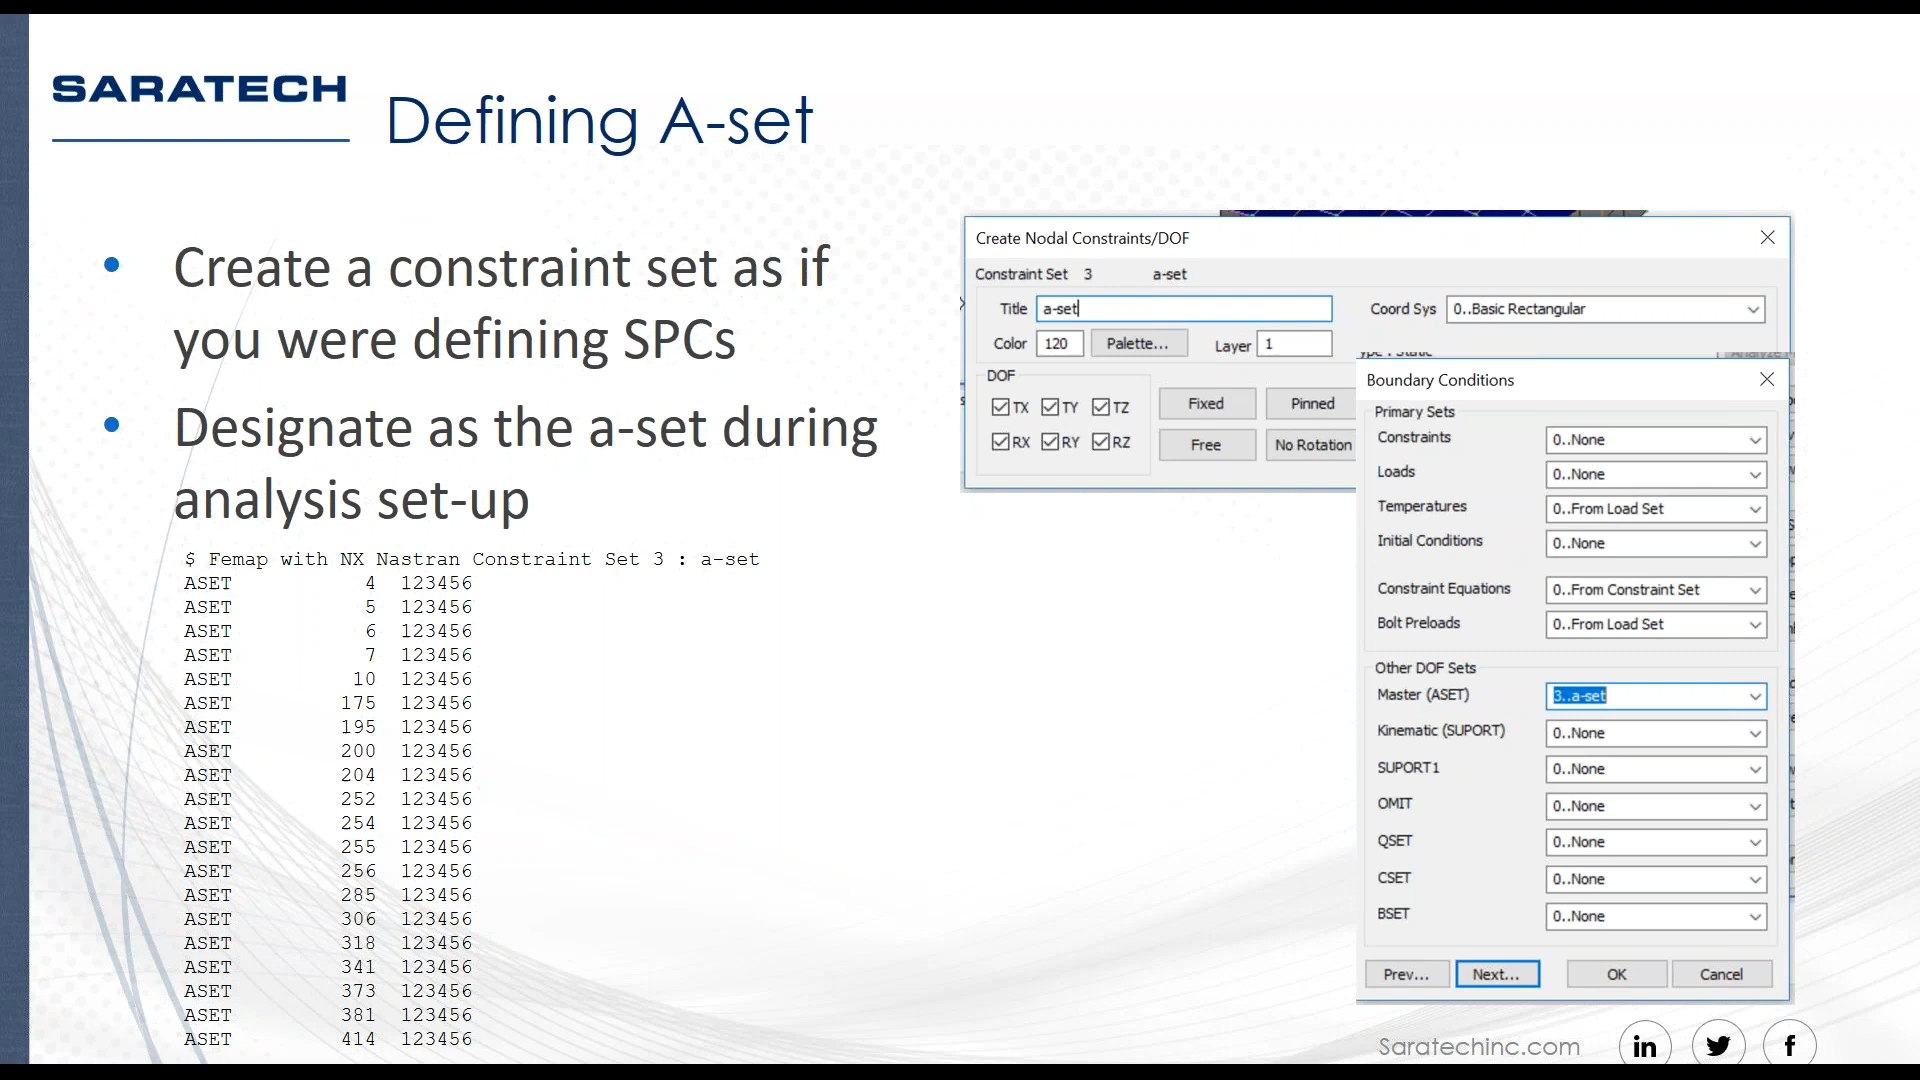 SARATECH
Defining A-set
• Create a constraint set as if
you were defining SPCs
• Designate as the a-set during
analysis set-up
$ Femap with NX Nastran Constraint Set 3 : a-set
ASET 4 123456
ASET 5 123456
ASET 6 123456
ASET 7 123456
ASET 10 123456
ASET 175 123456
ASET 195 123456
ASET 200 123456
ASET 204 123456
ASET 252 123456
ASET 254 123456
ASET 255 123456
ASET 256 123456
ASET 285 123456
ASET 306 123456
ASET 318 123456
ASET 341 123456
ASET 373 123456
ASET 381 123456
ASET 414 123456
Create Nodal Constraints/DOF
Constraint Set 3 a-set
Title a-set Coord Sys 0..Basic Rectangular
Color 120 Palette... Layer 1
DOF
TX TY TZ Fixed Pinned
RX RY RZ Free No Rotation
Boundary Conditions
Primary Sets
Constraints 0..None
Loads 0..None
Temperatures 0..From Load Set
Initial Conditions 0..None
Constraint Equations 0..From Constraint Set
Bolt Preloads 0..From Load Set
Other DOF Sets
Master (ASET) 3..a-set
Kinematic (SUPORT) 0..None
SUPORT1 0..None
OMIT 0..None
QSET 0..None
CSET 0..None
BSET 0..None
Prev... Next... OK Cancel
Saratechinc.com